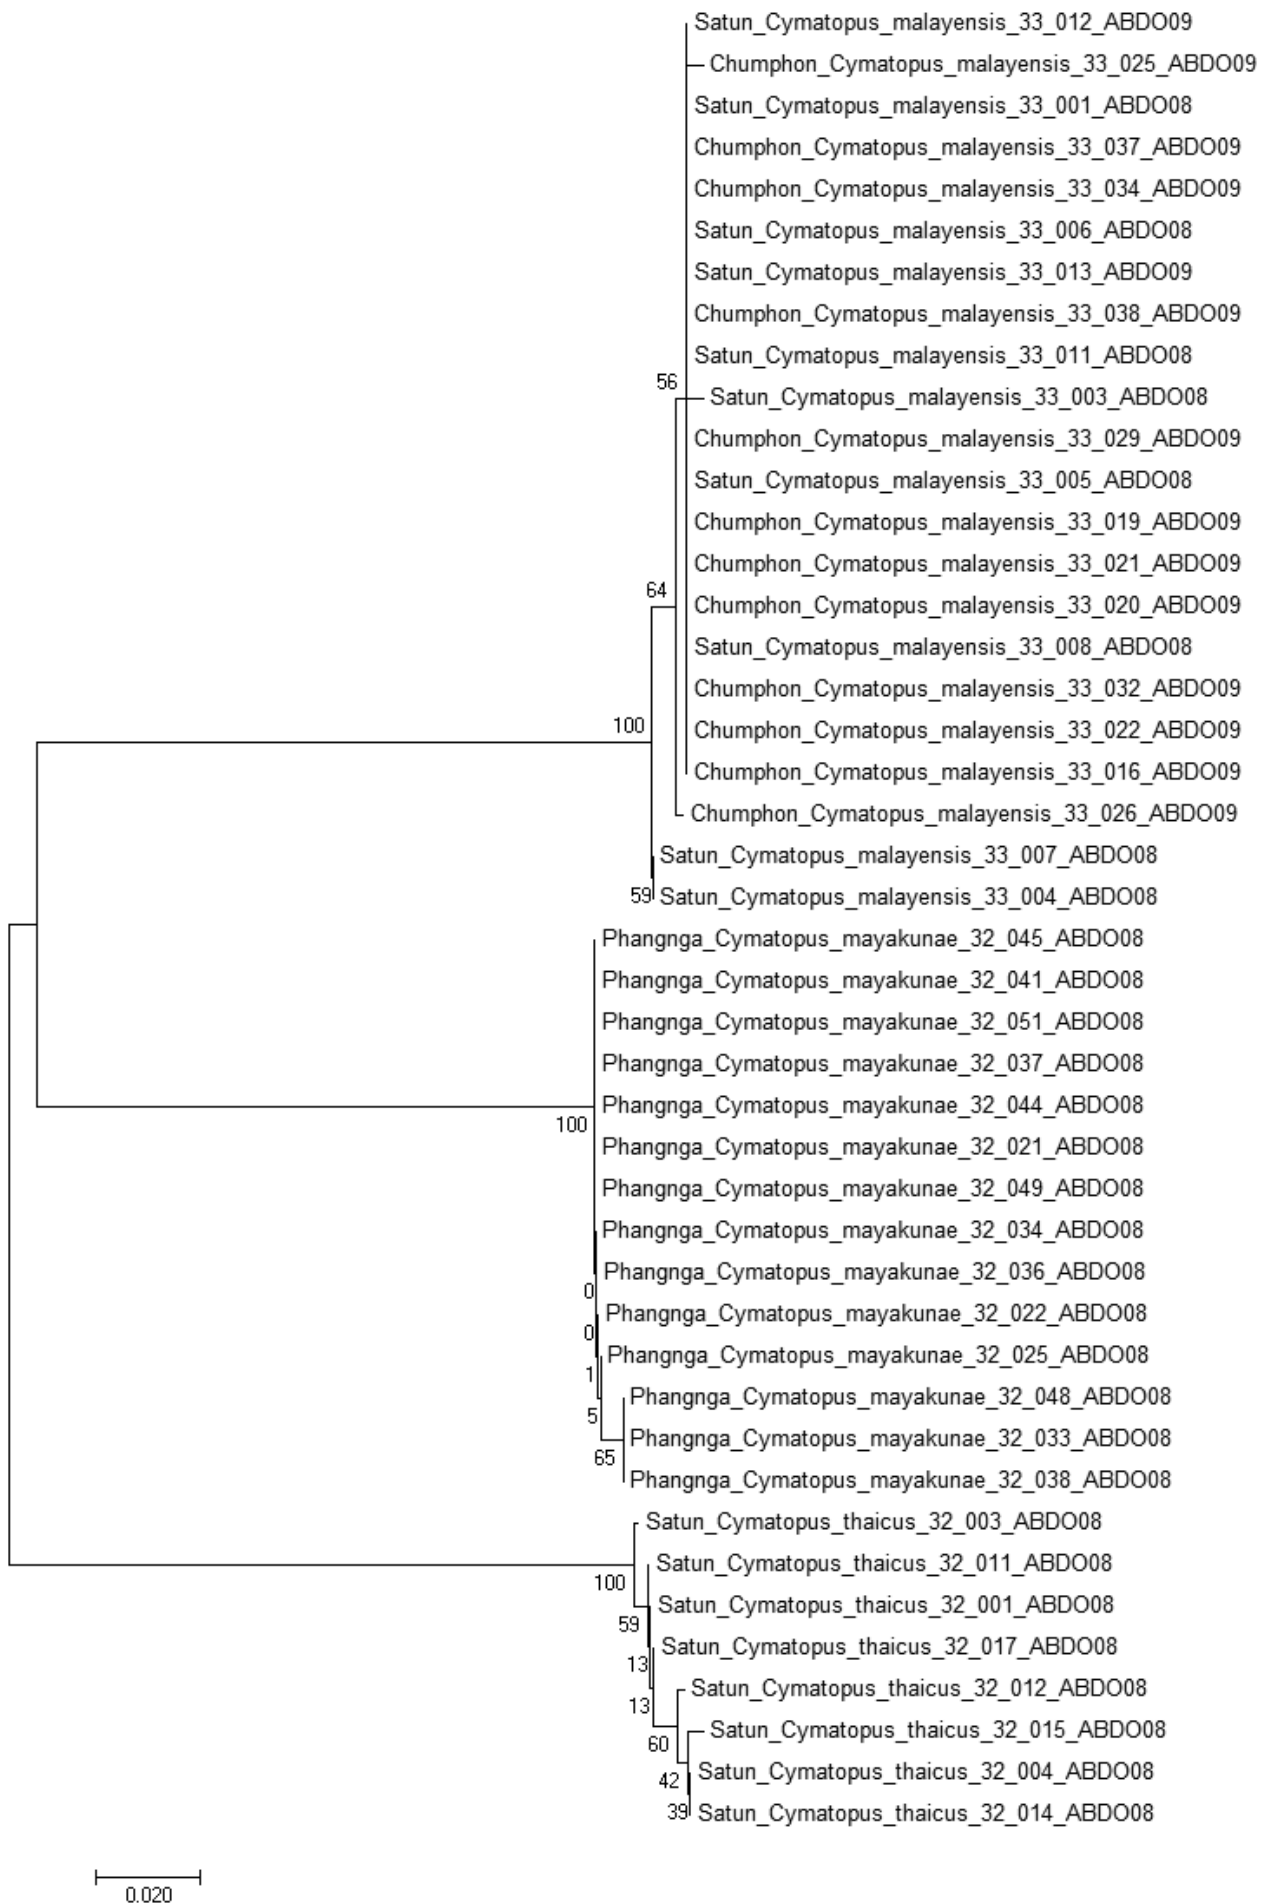 Satun_Cymatopus_malayensis_33_012_ABDO09
Chumphon_Cymatopus_malayensis_33_025_ABDO09
Satun_Cymatopus_malayensis_33_001_ABDO08
Chumphon_Cymatopus_malayensis_33_037_ABDO09
Chumphon_Cymatopus_malayensis_33_034_ABDO09
Satun_Cymatopus_malayensis_33_006_ABDO08
Satun_Cymatopus_malayensis_33_013_ABDO09
Chumphon_Cymatopus_malayensis_33_038_ABDO09
Satun_Cymatopus_malayensis_33_011_ABDO08
56
Satun_Cymatopus_malayensis_33_003_ABDO08
Chumphon_Cymatopus_malayensis_33_029_ABDO09
Satun_Cymatopus_malayensis_33_005_ABDO08
Chumphon_Cymatopus_malayensis_33_019_ABDO09
Chumphon_Cymatopus_malayensis_33_021_ABDO09
64
Chumphon_Cymatopus_malayensis_33_020_ABDO09
Satun_Cymatopus_malayensis_33_008_ABDO08
Chumphon_Cymatopus_malayensis_33_032_ABDO09
100
Chumphon_Cymatopus_malayensis_33_022_ABDO09
Chumphon_Cymatopus_malayensis_33_016_ABDO09
Chumphon_Cymatopus_malayensis_33_026_ABDO09
Satun_Cymatopus_malayensis_33_007_ABDO08
59 Satun_Cymatopus_malayensis_33_004_ABDO08
Phangnga_Cymatopus_mayakunae_32_045_ABDO08
Phangnga_Cymatopus_mayakunae_32_041_ABDO08
Phangnga_Cymatopus_mayakunae_32_051_ABDO08
Phangnga_Cymatopus_mayakunae_32_037_ABDO08
Phangnga_Cymatopus_mayakunae_32_044_ABDO08
100
Phangnga_Cymatopus_mayakunae_32_021_ABDO08
Phangnga_Cymatopus_mayakunae_32_049_ABDO08
Phangnga_Cymatopus_mayakunae_32_034_ABDO08
Phangnga_Cymatopus_mayakunae_32_036_ABDO08
0
Phangnga_Cymatopus_mayakunae_32_022_ABDO08
0
Phangnga_Cymatopus_mayakunae_32_025_ABDO08
1
Phangnga_Cymatopus_mayakunae_32_048_ABDO08
5
Phangnga_Cymatopus_mayakunae_32_033_ABDO08
65
Phangnga_Cymatopus_mayakunae_32_038_ABDO08
Satun_Cymatopus_thaicus_32_003_ABDO08
Satun_Cymatopus_thaicus_32_011_ABDO08
100
Satun_Cymatopus_thaicus_32_001_ABDO08
59
Satun_Cymatopus_thaicus_32_017_ABDO08
13
Satun_Cymatopus_thaicus_32_012_ABDO08
13
Satun_Cymatopus_thaicus_32_015_ABDO08
60
Satun_Cymatopus_thaicus_32_004_ABDO08
42
39 Satun_Cymatopus_thaicus_32_014_ABDO08
0.020